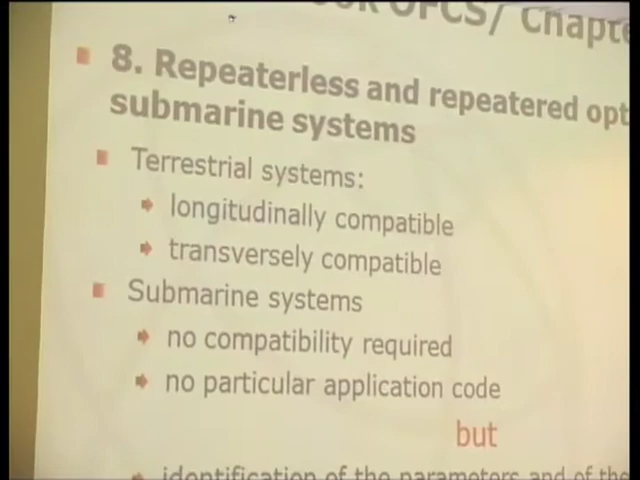 OFCS/ Chapte
8. Repeaterless and repeatered opt
submarine systems
Terrestrial systems:
longitudinally compatible
transversely compatible
Submarine systems
no compatibility required
no particular application code
but
identification of the parameters and of the